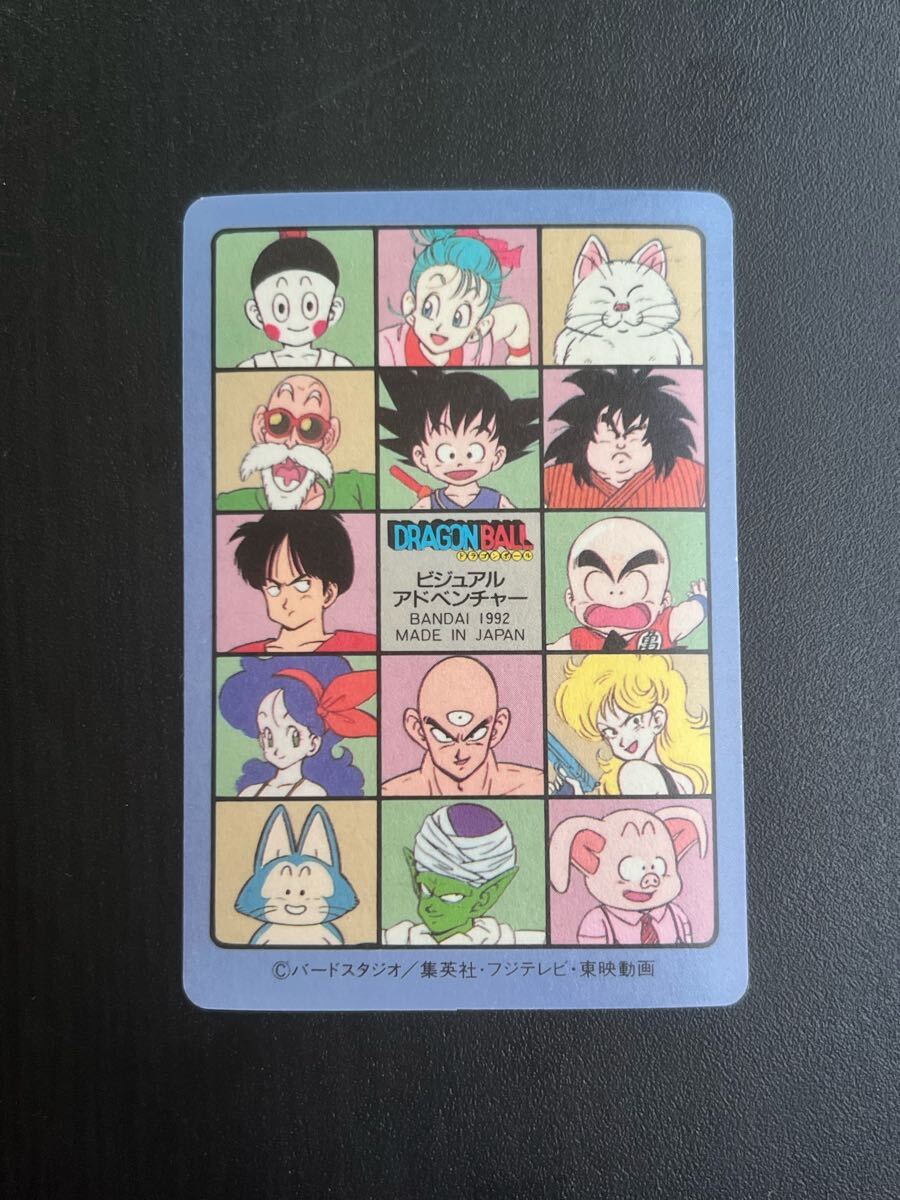 DRAGON BALL
ドラゴンボール
ビジュアル
アドベンチャー
BANDAI 1992
MADE IN JAPAN
亀
Ⓒバードスタジオ/集英社・フジテレビ・東映動画